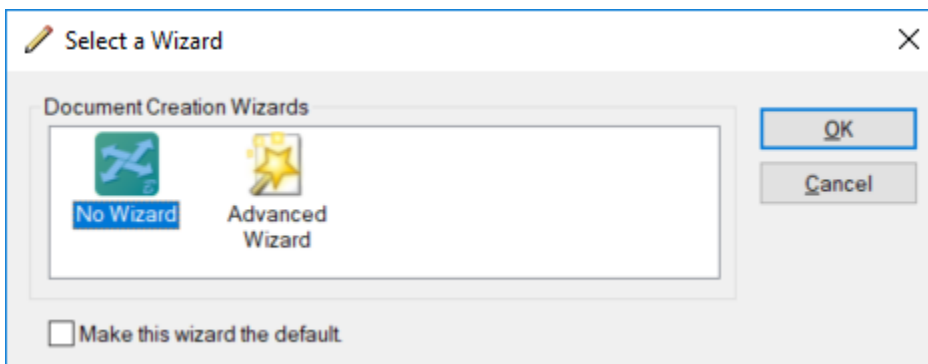 Select a Wizard
Document Creation Wizards
No Wizard
Advanced
Wizard
OK
Cancel
Make this wizard the default.